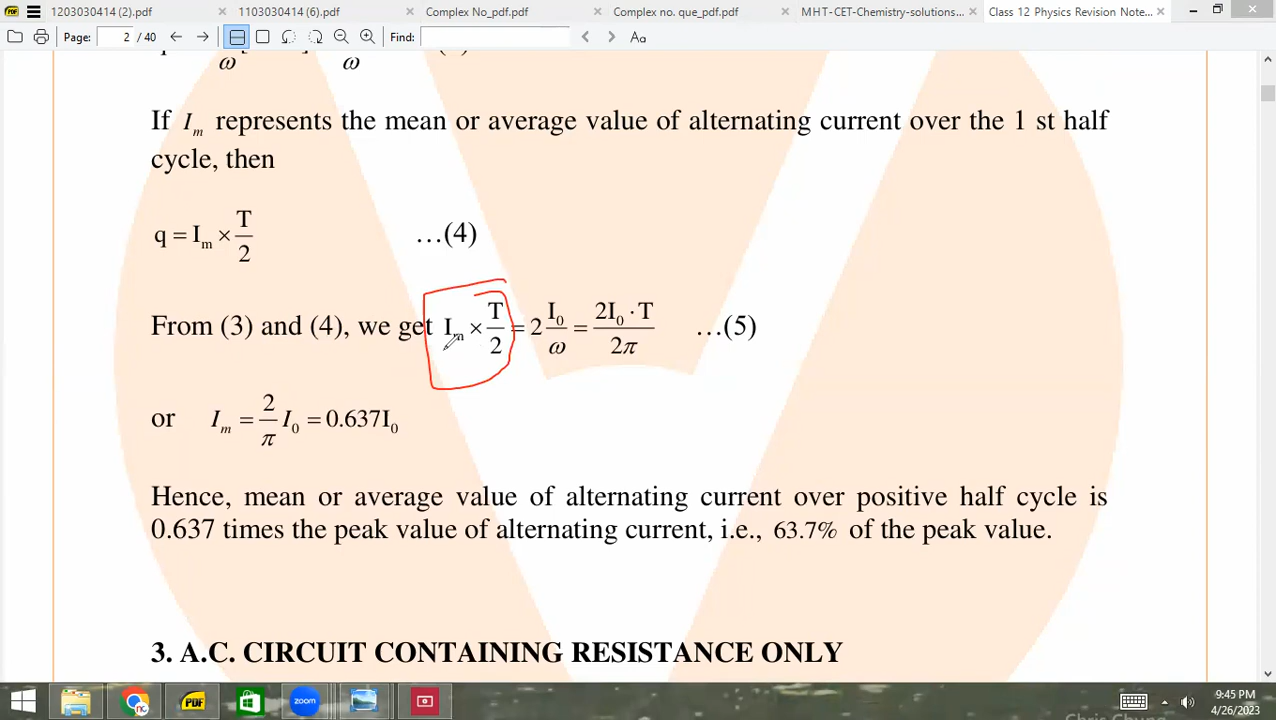 1203030414 (2).pdf × 1103030414 (6).pdf × Complex No_pdf.pdf × Complex no. que_pdf.pdf × MHT-CET-Chemistry-solutions... × Class 12 Physics Revision Note... ×
Page: 2 / 40 Find: Aa
ω ω
If I_m represents the mean or average value of alternating current over the 1 st half
cycle, then
q = I_m × T/2 …(4)
From (3) and (4), we get I_m × T/2 = 2 I_0/ω = 2I_0 · T/2π …(5)
or I_m = 2/π I_0 = 0.637I_0
Hence, mean or average value of alternating current over positive half cycle is
0.637 times the peak value of alternating current, i.e., 63.7% of the peak value.
3. A.C. CIRCUIT CONTAINING RESISTANCE ONLY
PDF zoom 9:45 PM
4/26/2023